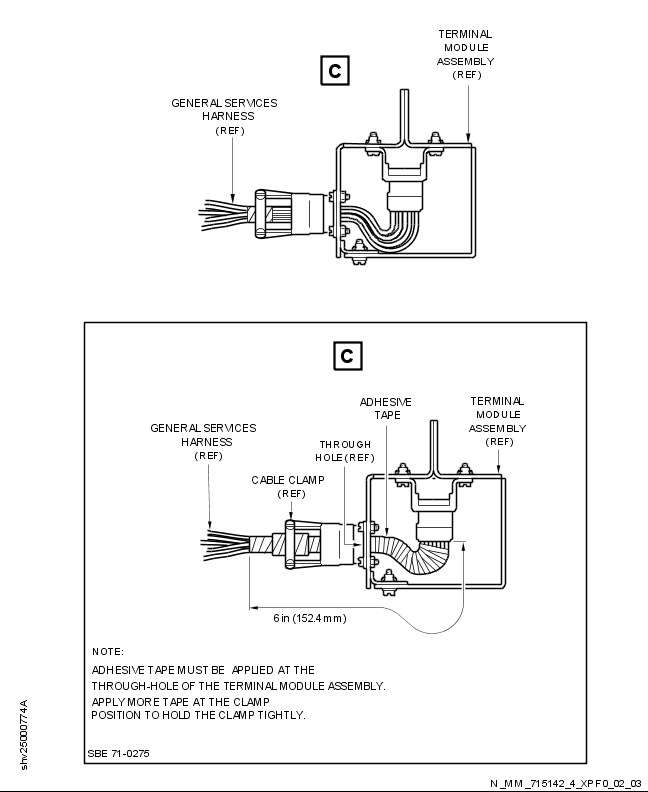 TERMINAL
MODULE
ASSEMBLY
(REF)
C
GENERAL SERVICES
HARNESS
(REF)
C
ADHESIVE
TAPE
TERMINAL
MODULE
ASSEMBLY
(REF)
GENERAL SERVICES
HARNESS
(REF)
THROUGH
HOLE (REF)
CABLE CLAMP
(REF)
6 in (152.4 mm)
NOTE:
ADHESIVE TAPE MUST BE APPLIED AT THE
THROUGH-HOLE OF THE TERMINAL MODULE ASSEMBLY.
APPLY MORE TAPE AT THE CLAMP
POSITION TO HOLD THE CLAMP TIGHTLY.
SBE 71-0275
shv25000774A
N_MM_715142_4_XPF0_02_03